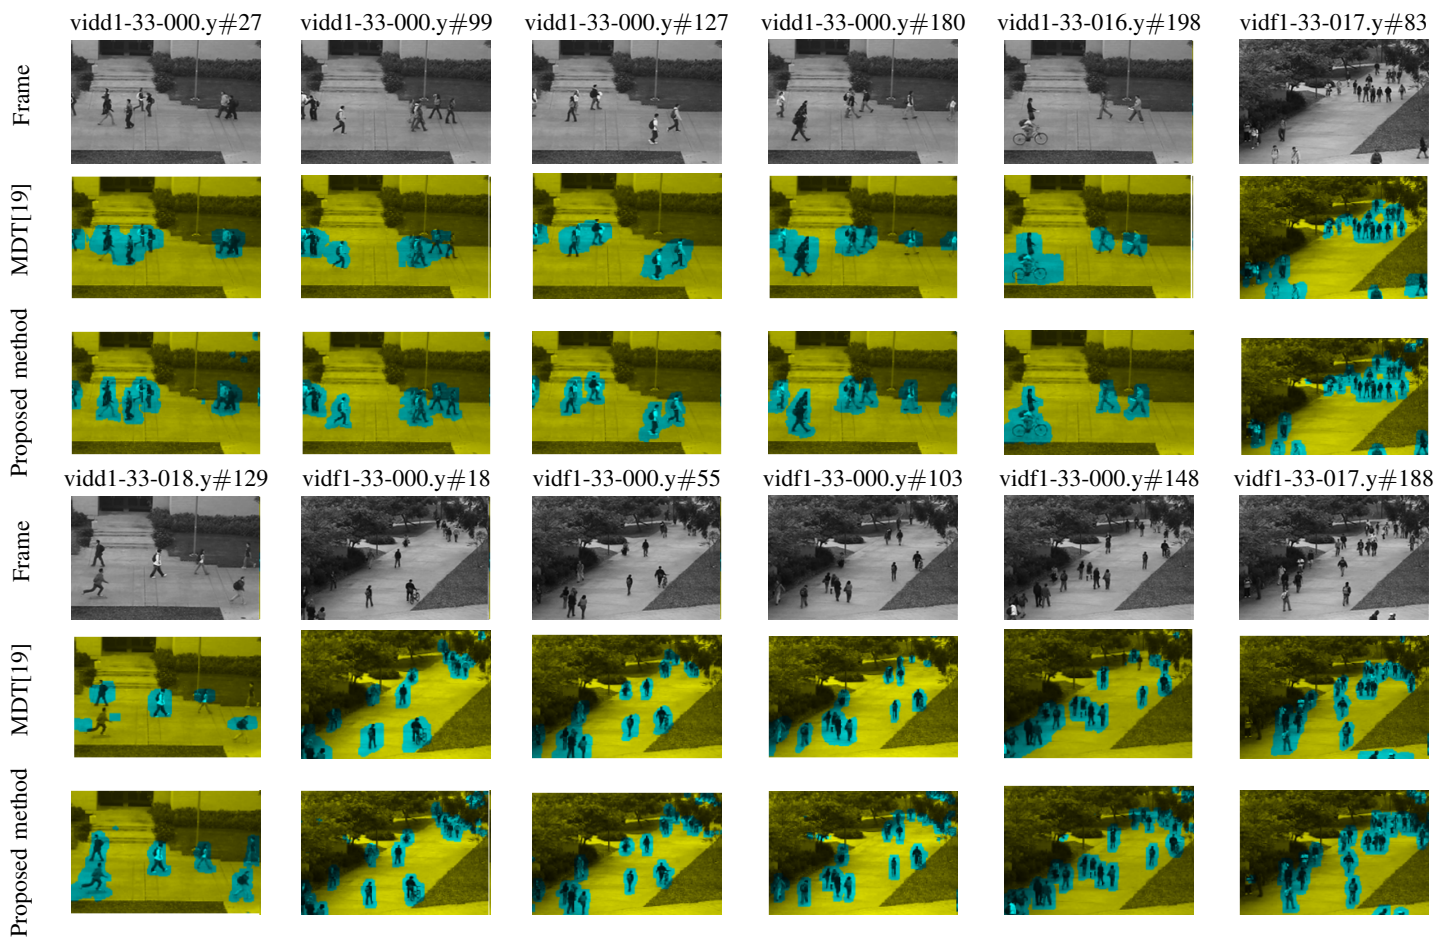 vidd1-33-000.y#27 vidd1-33-000.y#99 vidd1-33-000.y#127 vidd1-33-000.y#180 vidd1-33-016.y#198 vidf1-33-017.y#83
Frame
MDT[19]
Proposed method
vidd1-33-018.y#129 vidf1-33-000.y#18 vidf1-33-000.y#55 vidf1-33-000.y#103 vidf1-33-000.y#148 vidf1-33-017.y#188
Frame
MDT[19]
Proposed method